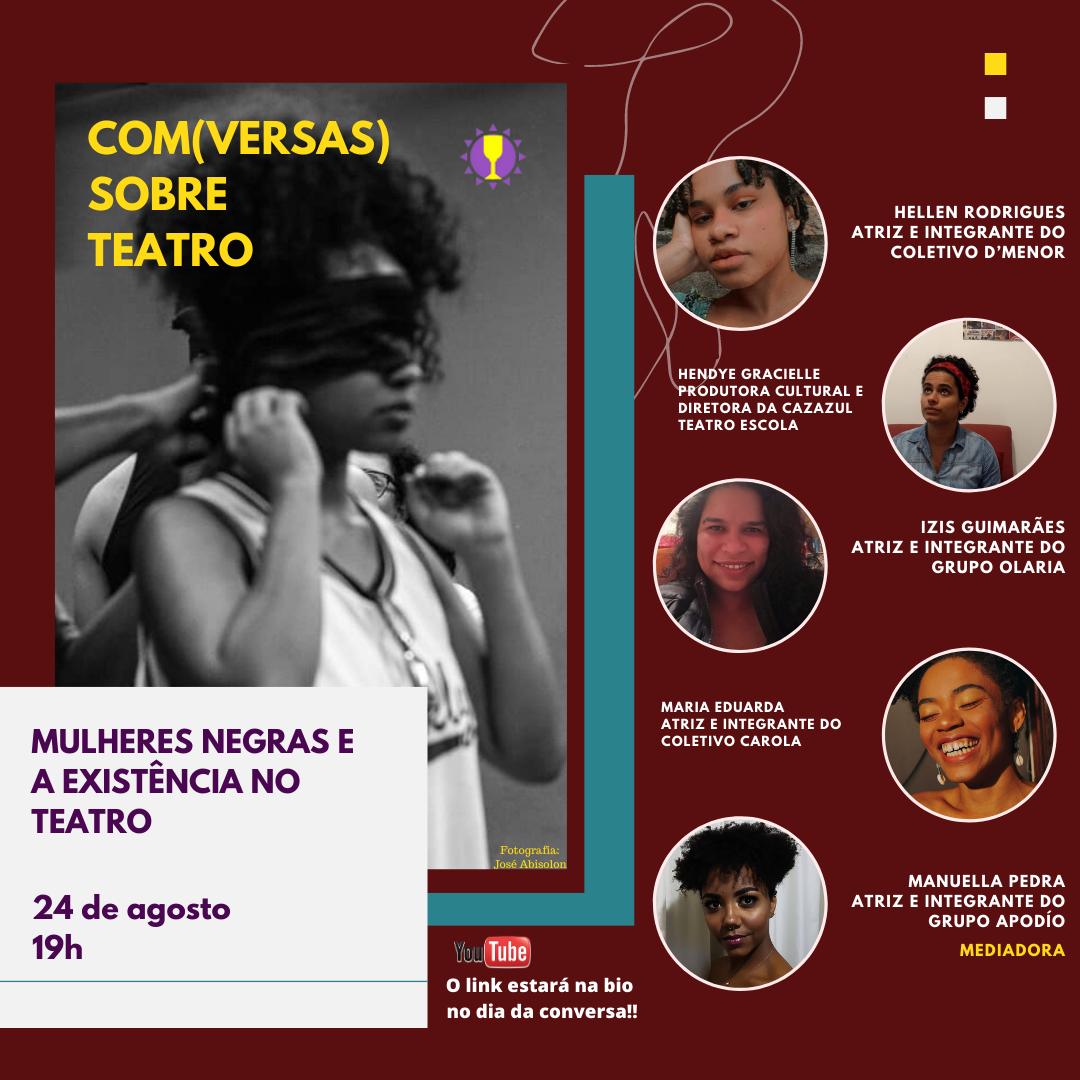 COM(VERSAS)
SOBRE
TEATRO
HELLEN RODRIGUES
ATRIZ E INTEGRANTE DO
COLETIVO D'MENOR
HENDYE GRACIELLE
PRODUTORA CULTURAL E
DIRETORA DA CAZAZUL
TEATRO ESCOLA
IZIS GUIMARÃES
ATRIZ E INTEGRANTE DO
GRUPO OLARIA
MARIA EDUARDA
ATRIZ E INTEGRANTE DO
COLETIVO CAROLA
MANUELLA PEDRA
ATRIZ E INTEGRANTE DO
GRUPO APODÍO
MEDIADORA
MULHERES NEGRAS E
A EXISTÊNCIA NO
TEATRO
24 de agosto
19h
Fotografia:
José Abisolon
YouTube
O link estará na bio
no dia da conversa!!